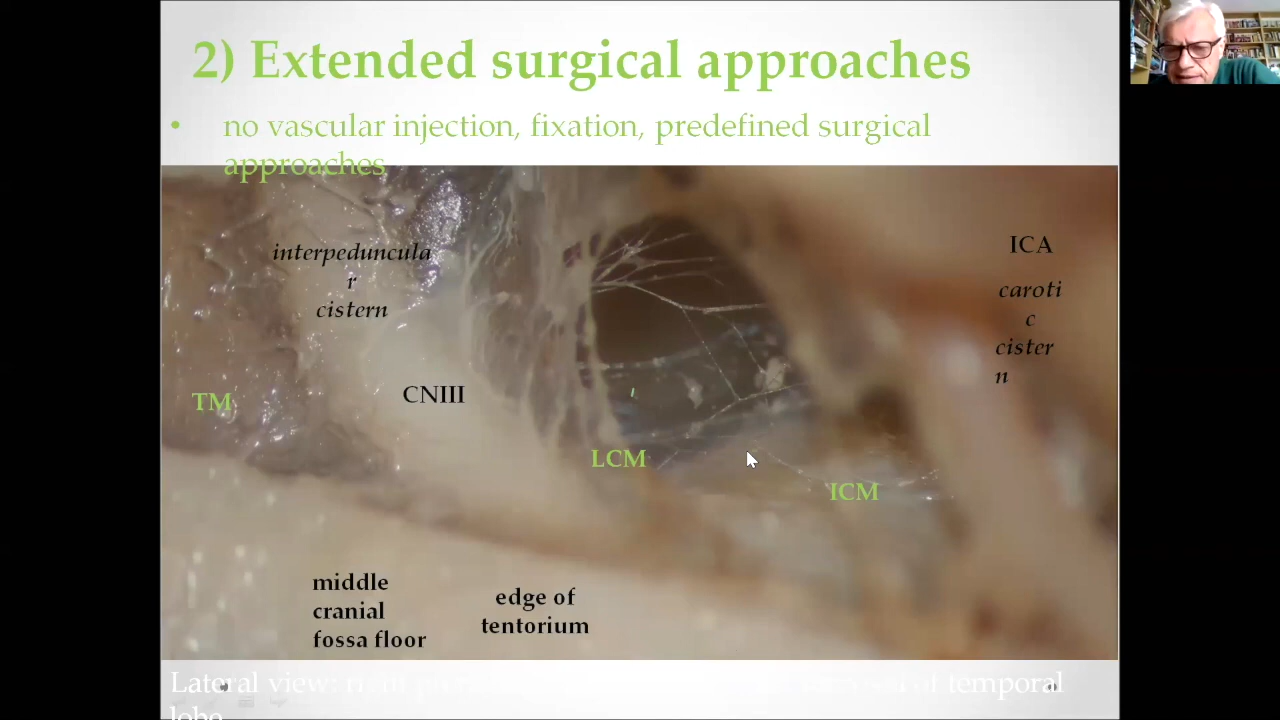 2) Extended surgical approaches
• no vascular injection, fixation, predefined surgical
approaches
interpeduncula
r
cistern
ICA
caroti
c
cister
n
CNIII
TM
LCM
ICM
middle
cranial
fossa floor
edge of
tentorium
Lateral view: of temporal
lobe